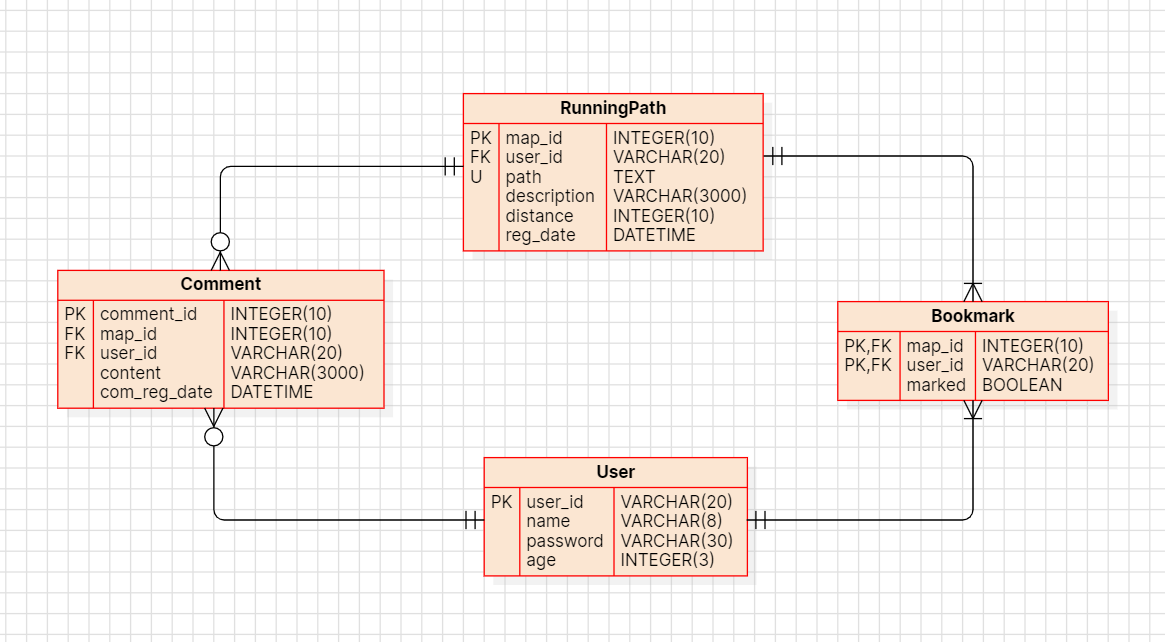 RunningPath
PK map_id INTEGER(10)
FK user_id VARCHAR(20)
U path TEXT
description VARCHAR(3000)
distance INTEGER(10)
reg_date DATETIME
Comment
PK comment_id INTEGER(10)
FK map_id INTEGER(10)
FK user_id VARCHAR(20)
content VARCHAR(3000)
com_reg_date DATETIME
Bookmark
PK,FK map_id INTEGER(10)
PK,FK user_id VARCHAR(20)
marked BOOLEAN
User
PK user_id VARCHAR(20)
name VARCHAR(8)
password VARCHAR(30)
age INTEGER(3)